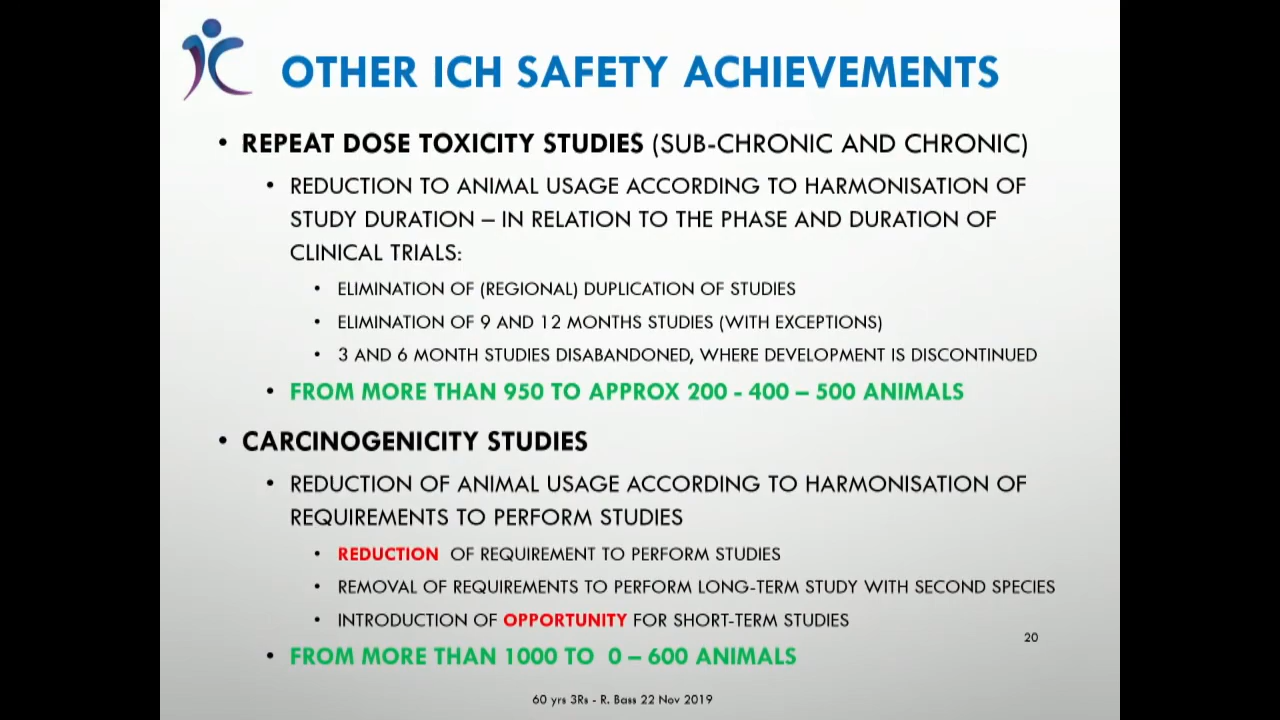 OTHER ICH SAFETY ACHIEVEMENTS
• REPEAT DOSE TOXICITY STUDIES (SUB-CHRONIC AND CHRONIC)
• REDUCTION TO ANIMAL USAGE ACCORDING TO HARMONISATION OF
STUDY DURATION – IN RELATION TO THE PHASE AND DURATION OF
CLINICAL TRIALS:
• ELIMINATION OF (REGIONAL) DUPLICATION OF STUDIES
• ELIMINATION OF 9 AND 12 MONTHS STUDIES (WITH EXCEPTIONS)
• 3 AND 6 MONTH STUDIES DISABANDONED, WHERE DEVELOPMENT IS DISCONTINUED
• FROM MORE THAN 950 TO APPROX 200 - 400 – 500 ANIMALS
• CARCINOGENICITY STUDIES
• REDUCTION OF ANIMAL USAGE ACCORDING TO HARMONISATION OF
REQUIREMENTS TO PERFORM STUDIES
• REDUCTION OF REQUIREMENT TO PERFORM STUDIES
• REMOVAL OF REQUIREMENTS TO PERFORM LONG-TERM STUDY WITH SECOND SPECIES
• INTRODUCTION OF OPPORTUNITY FOR SHORT-TERM STUDIES
20
• FROM MORE THAN 1000 TO 0 – 600 ANIMALS
60 yrs 3Rs - R. Bass 22 Nov 2019